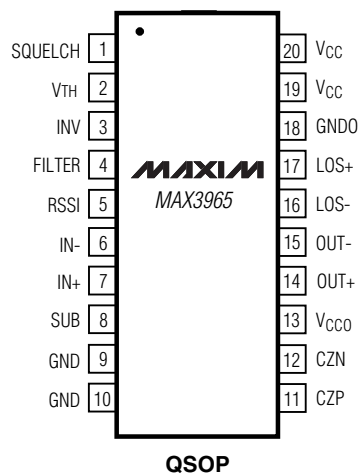 SQUELCH 1 20 VCC
VTH 2 19 VCC
INV 3 18 GNDO
FILTER 4 MAXIM 17 LOS+
RSSI 5 MAX3965 16 LOS-
IN- 6 15 OUT-
IN+ 7 14 OUT+
SUB 8 13 VCCO
GND 9 12 CZN
GND 10 11 CZP
QSOP